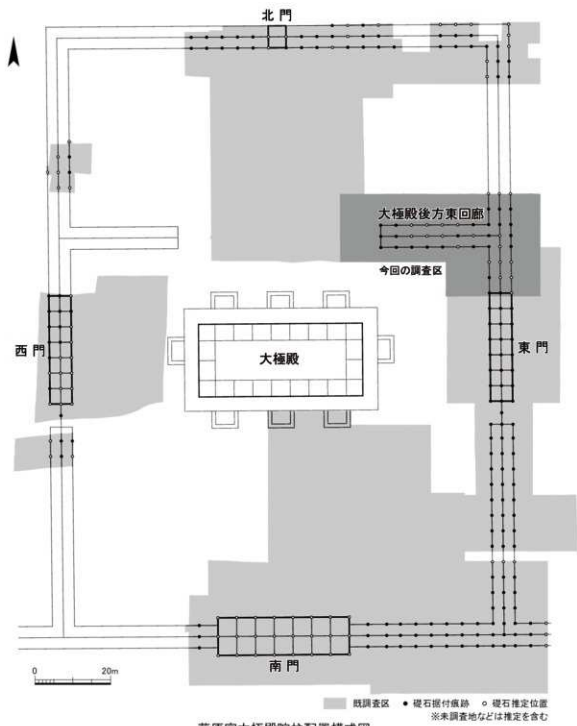 北門
大極殿後方東回廊
今回の調査区
西門
大極殿
東門
0 20m
南門
既調査区 ● 礎石据付痕跡 ○ 礎石推定位置
※未調査地などは推定を含む